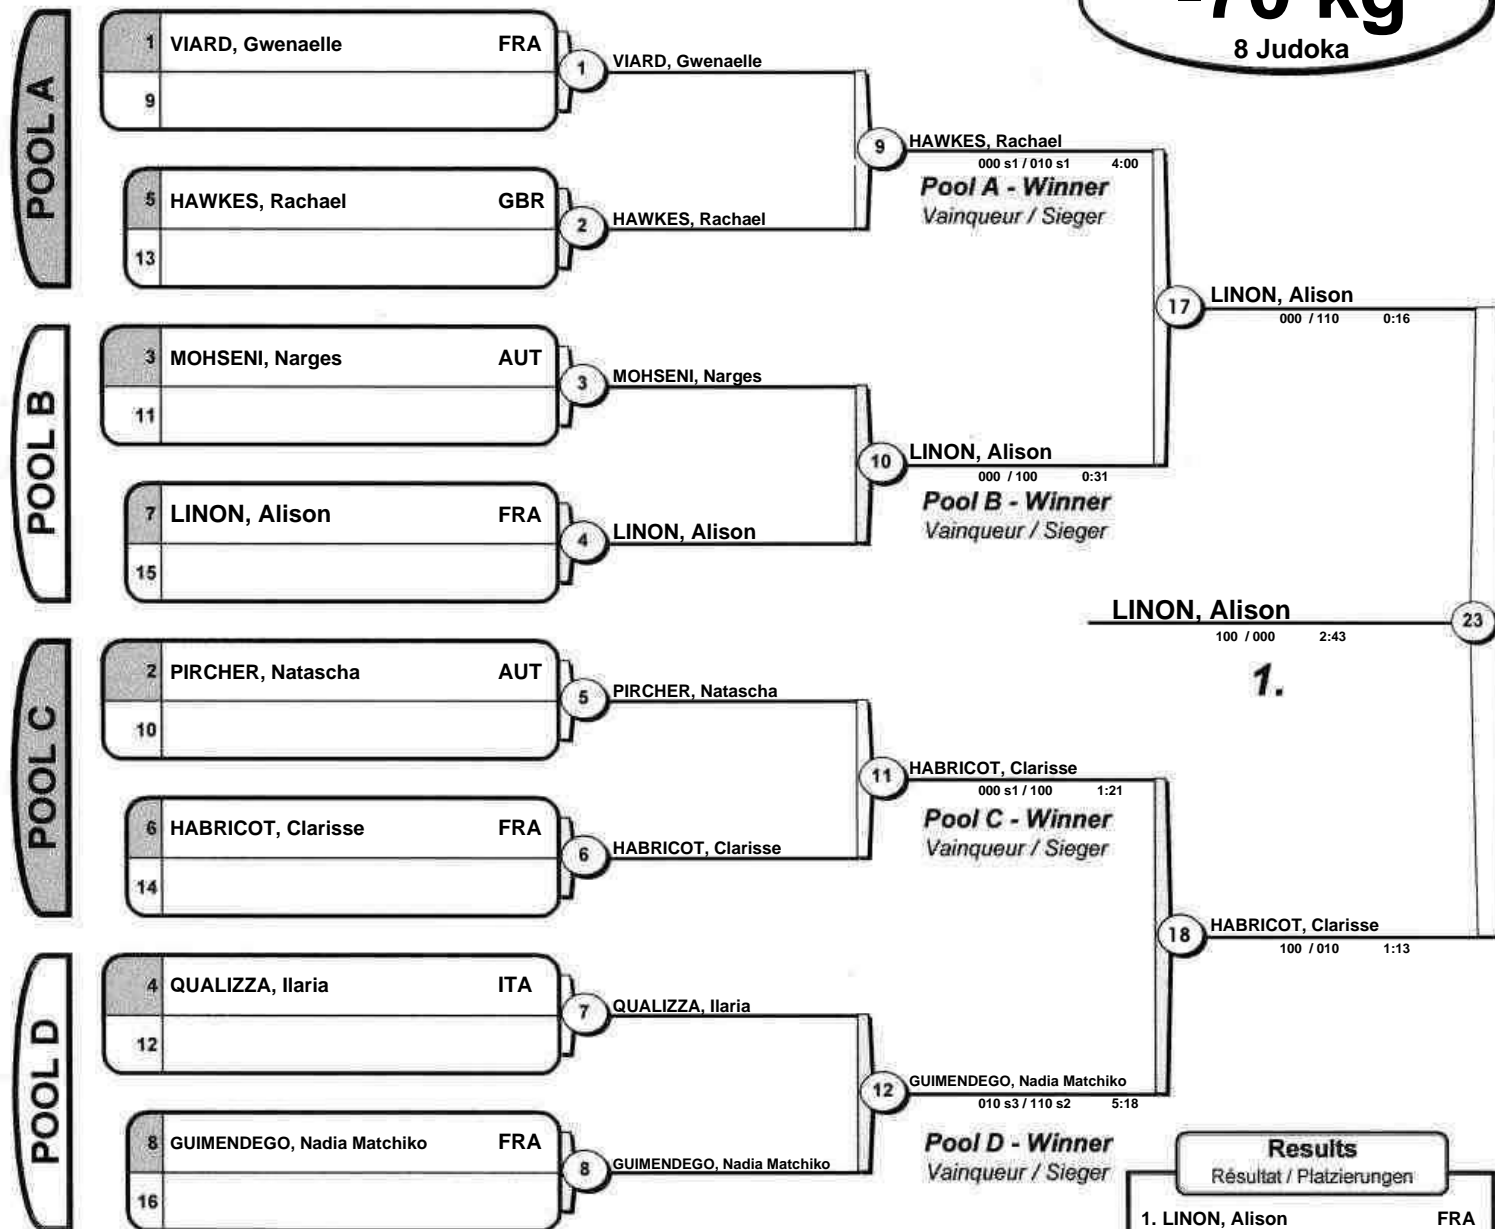 -70 kg
8 Judoka
POOL A
1 VIARD, Gwenaelle FRA
9
5 HAWKES, Rachael GBR
13
1 VIARD, Gwenaelle
2 HAWKES, Rachael
9 HAWKES, Rachael
000 s1 / 010 s1 4:00
Pool A - Winner
Vainqueur / Sieger
POOL B
3 MOHSENI, Narges AUT
11
7 LINON, Alison FRA
15
3 MOHSENI, Narges
4 LINON, Alison
10 LINON, Alison
000 / 100 0:31
Pool B - Winner
Vainqueur / Sieger
17 LINON, Alison
000 / 110 0:16
LINON, Alison 23
100 / 000 2:43
1.
POOL C
2 PIRCHER, Natascha AUT
10
6 HABRICOT, Clarisse FRA
14
5 PIRCHER, Natascha
6 HABRICOT, Clarisse
11 HABRICOT, Clarisse
000 s1 / 100 1:21
Pool C - Winner
Vainqueur / Sieger
18 HABRICOT, Clarisse
100 / 010 1:13
POOL D
4 QUALIZZA, Ilaria ITA
12
8 GUIMENDEGO, Nadia Matchiko FRA
16
7 QUALIZZA, Ilaria
8 GUIMENDEGO, Nadia Matchiko
12 GUIMENDEGO, Nadia Matchiko
010 s3 / 110 s2 5:18
Pool D - Winner
Vainqueur / Sieger
Results
Résultat / Platzierungen
1. LINON, Alison FRA